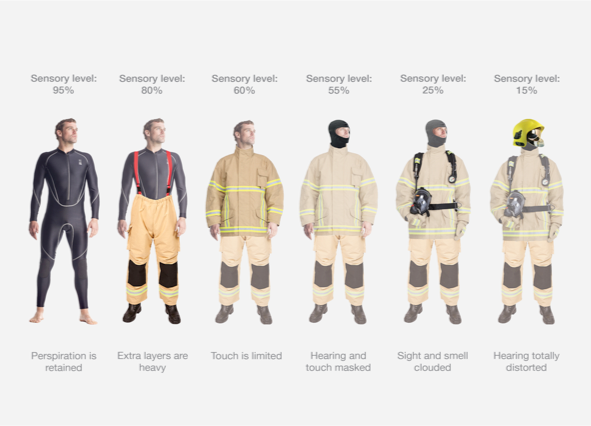 Sensory level:
95%
Sensory level:
80%
Sensory level:
60%
Sensory level:
55%
Sensory level:
25%
Sensory level:
15%
Perspiration is
retained
Extra layers are
heavy
Touch is limited
Hearing and
touch masked
Sight and smell
clouded
Hearing totally
distorted